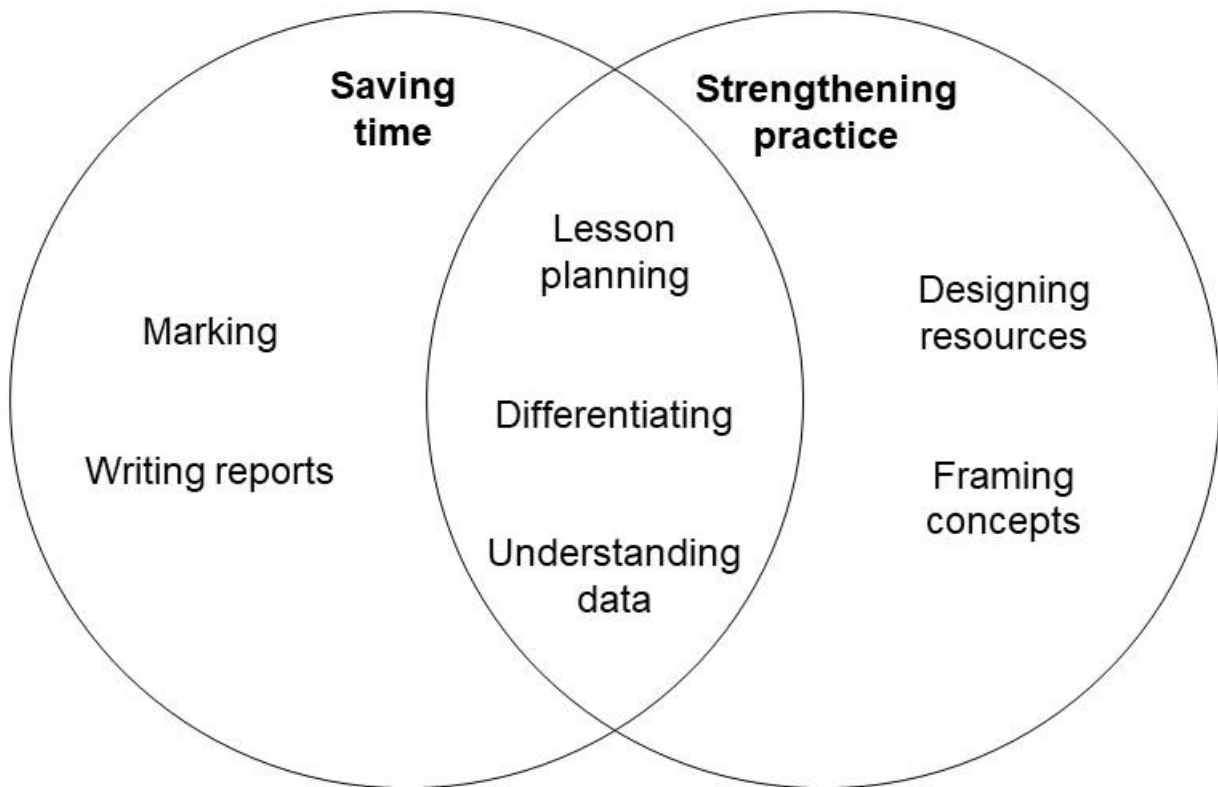 Saving
time
Strengthening
practice
Marking
Writing reports
Lesson
planning
Differentiating
Understanding
data
Designing
resources
Framing
concepts